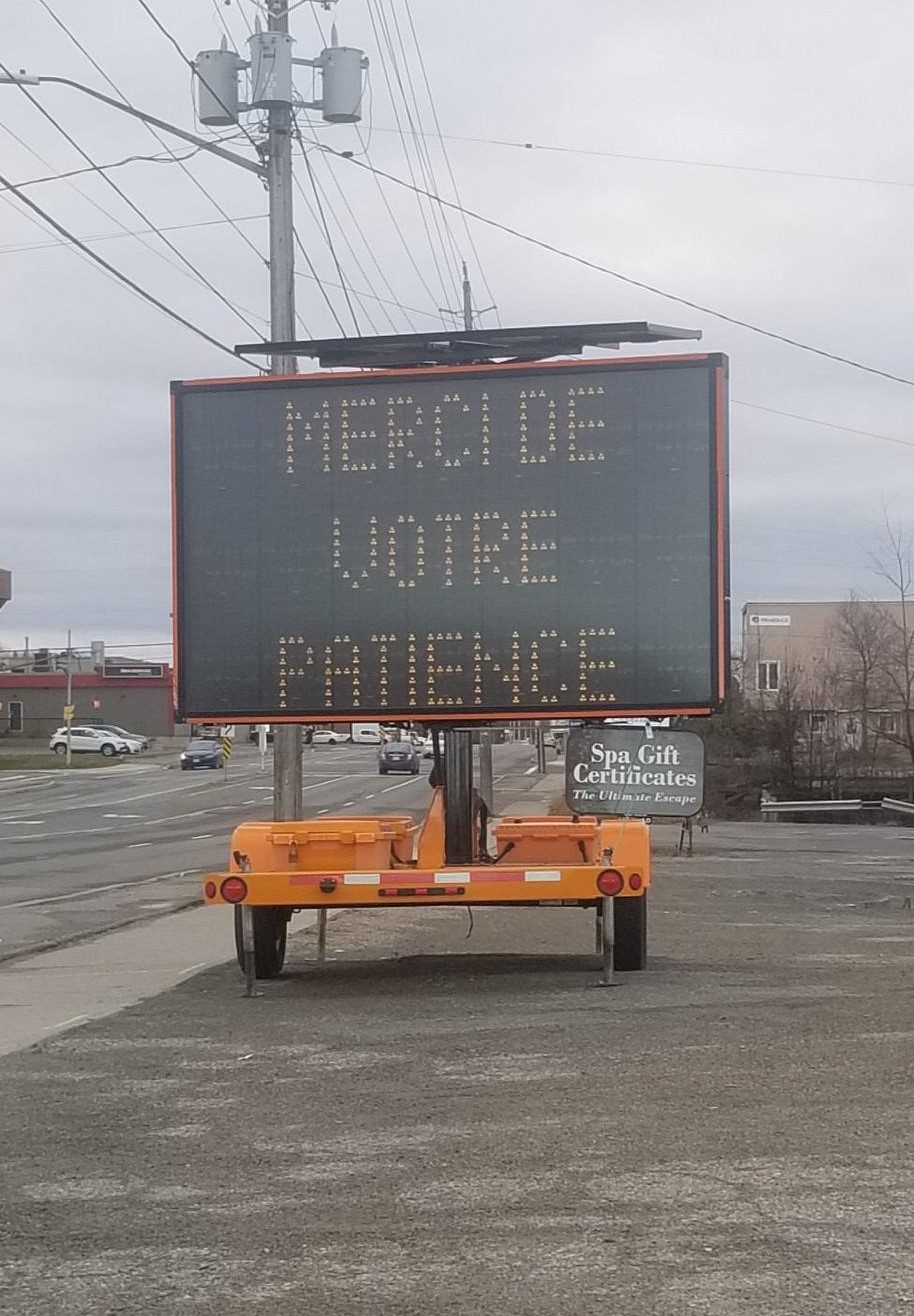 MERCI DE
VOTRE
PATIENCE
Spa Gift
Certificates
The Ultimate Escape